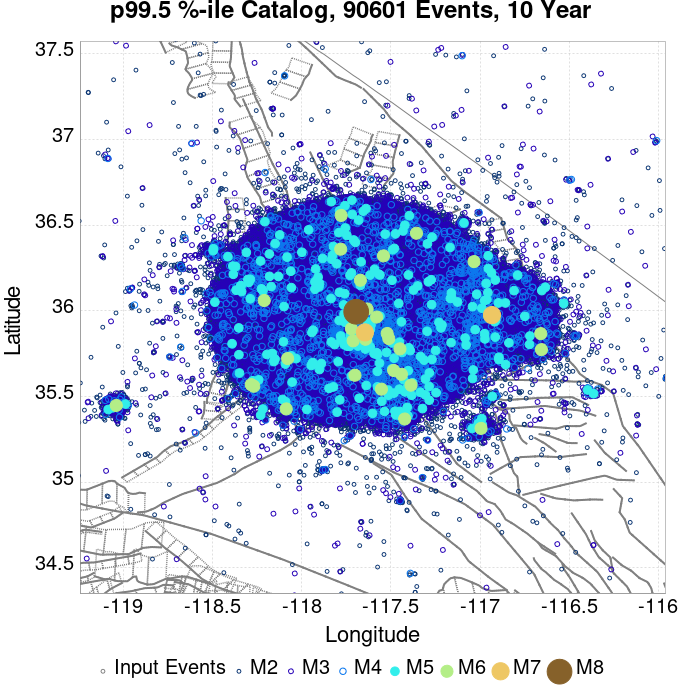 p99.5 %-ile Catalog, 90601 Events, 10 Year
37.5
37
36.5
36
35.5
35
34.5
Latitude
-119 -118.5 -118 -117.5 -117 -116.5 -116
Longitude
Input Events M2 M3 M4 M5 M6 M7 M8